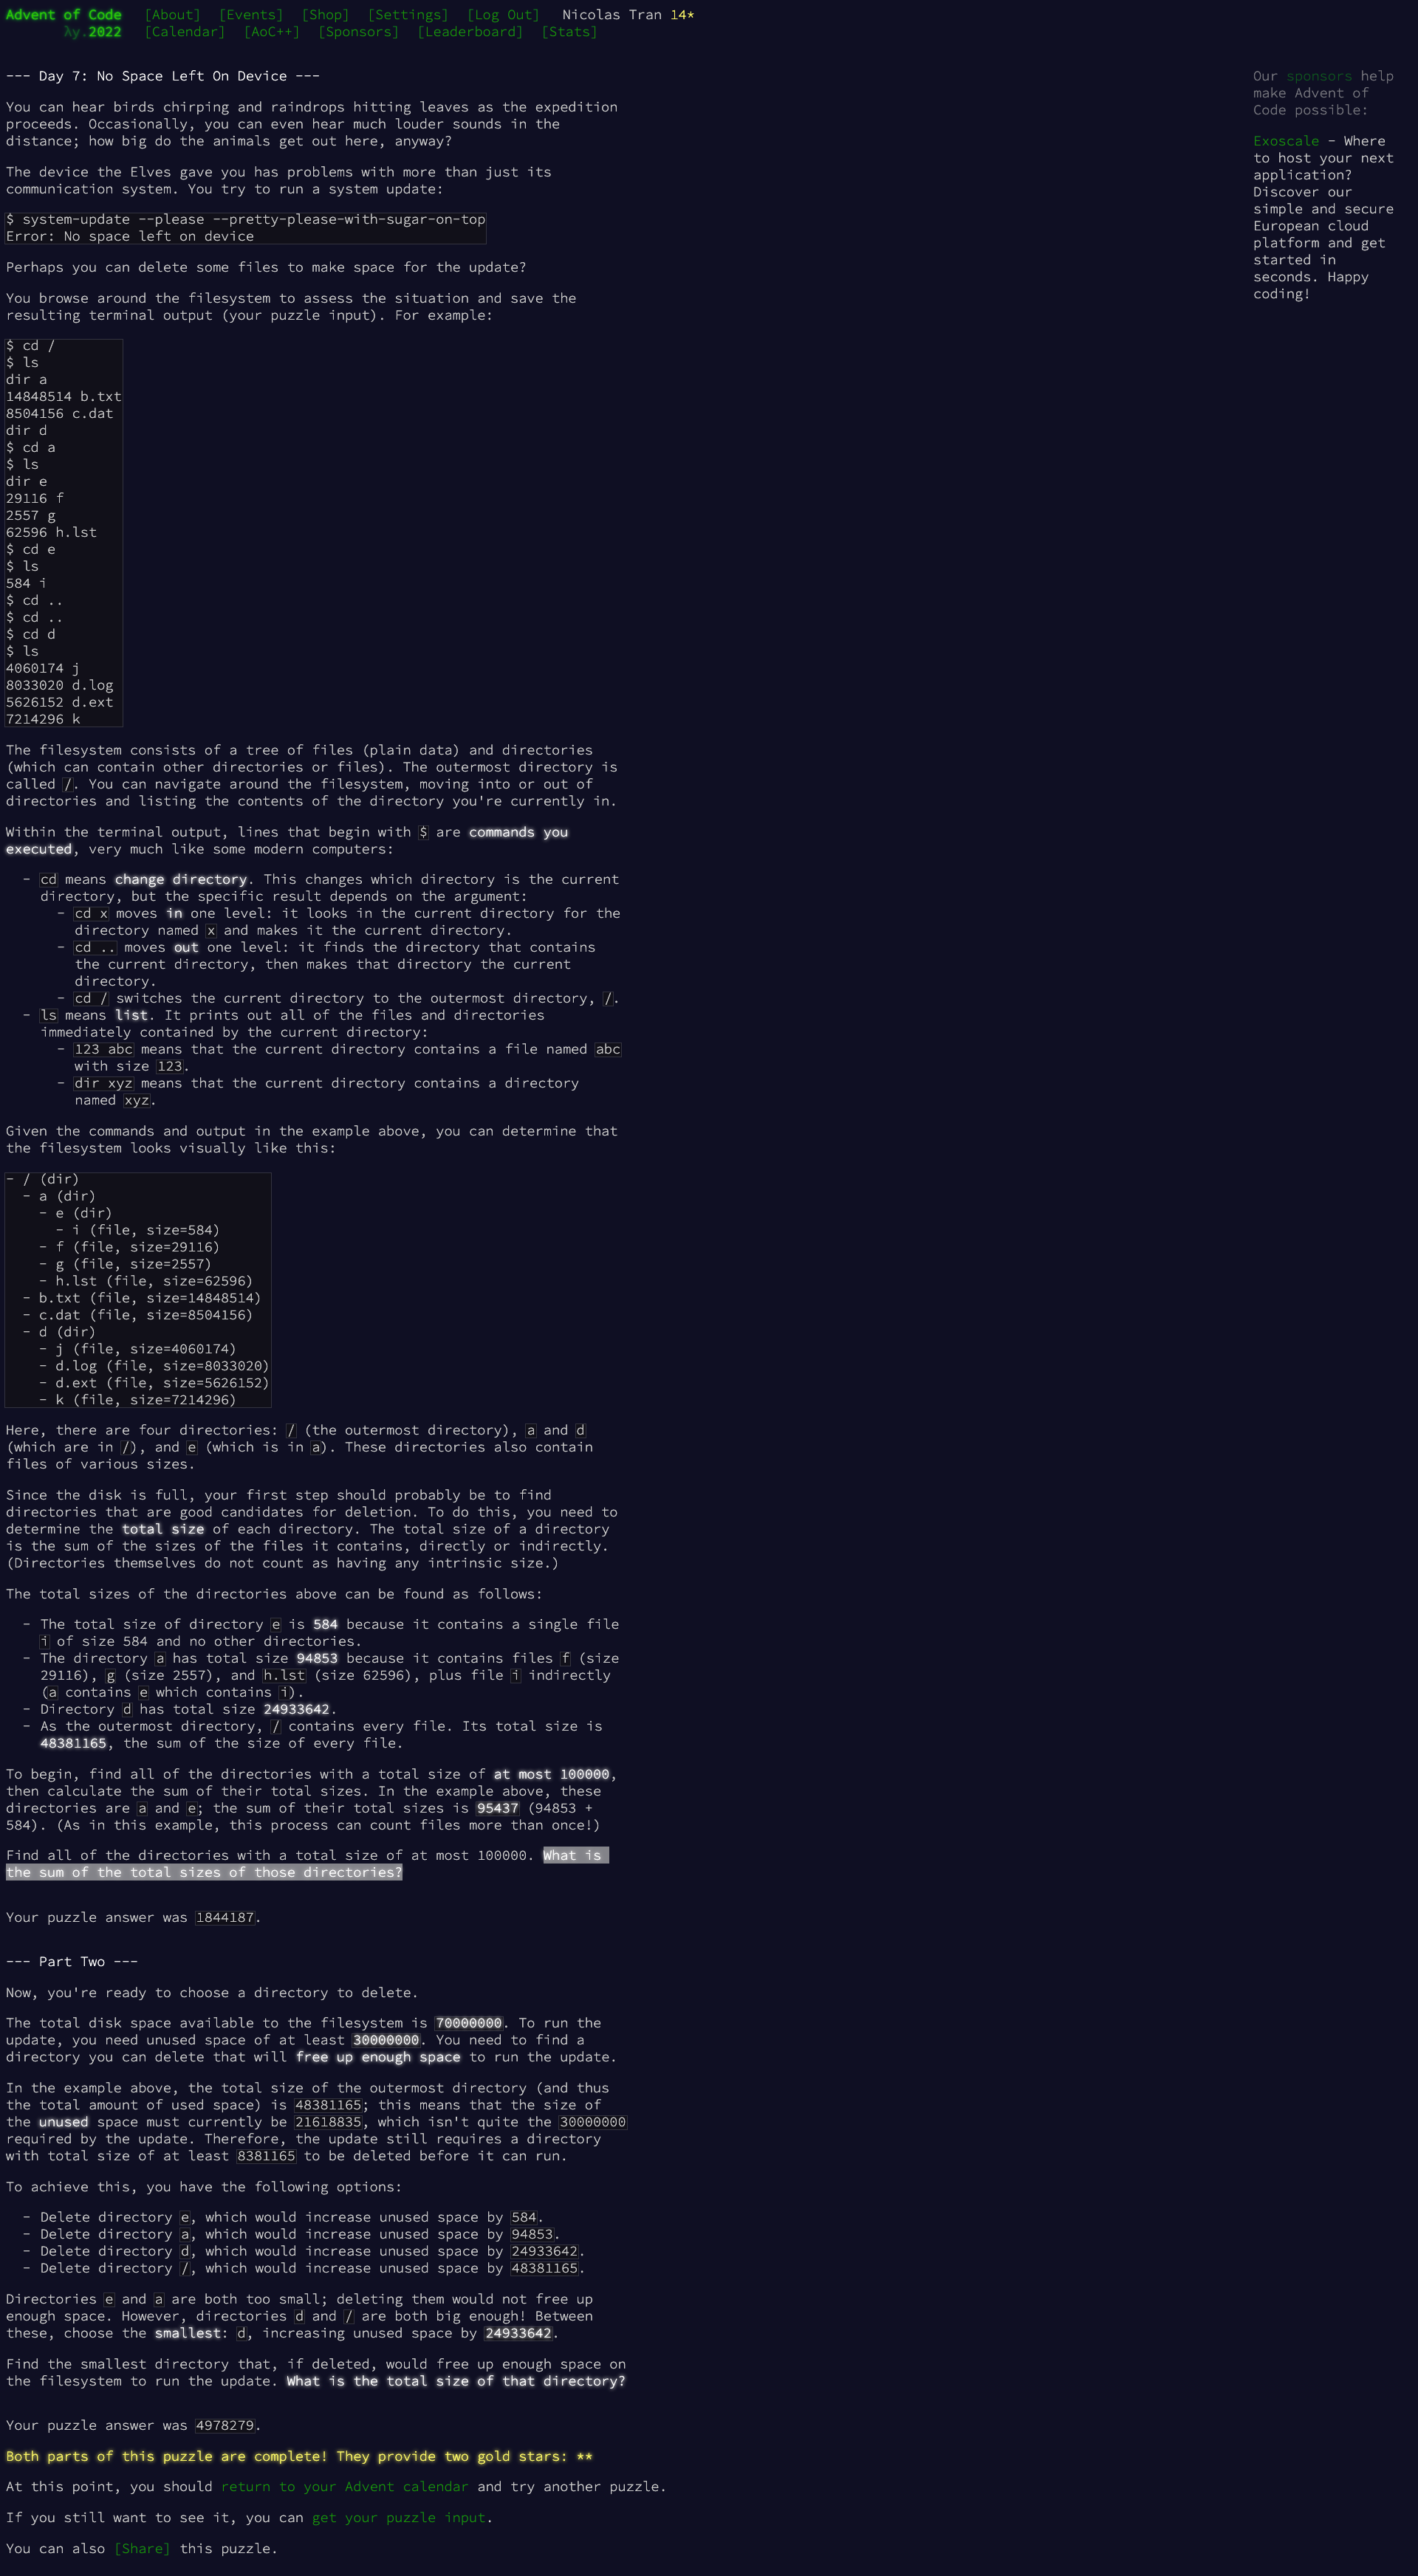 Advent of Code [About] [Events] [Shop] [Settings] [Log Out] Nicolas Tran 14*
λy.2022 [Calendar] [AoC++] [Sponsors] [Leaderboard] [Stats]
--- Day 7: No Space Left On Device ---
You can hear birds chirping and raindrops hitting leaves as the expedition
proceeds. Occasionally, you can even hear much louder sounds in the
distance; how big do the animals get out here, anyway?
The device the Elves gave you has problems with more than just its
communication system. You try to run a system update:
$ system-update --please --pretty-please-with-sugar-on-top
Error: No space left on device
Perhaps you can delete some files to make space for the update?
You browse around the filesystem to assess the situation and save the
resulting terminal output (your puzzle input). For example:
$ cd /
$ ls
dir a
14848514 b.txt
8504156 c.dat
dir d
$ cd a
$ ls
dir e
29116 f
2557 g
62596 h.lst
$ cd e
$ ls
584 i
$ cd ..
$ cd ..
$ cd d
$ ls
4060174 j
8033020 d.log
5626152 d.ext
7214296 k
The filesystem consists of a tree of files (plain data) and directories
(which can contain other directories or files). The outermost directory is
called /. You can navigate around the filesystem, moving into or out of
directories and listing the contents of the directory you're currently in.
Within the terminal output, lines that begin with $ are commands you
executed, very much like some modern computers:
- cd means change directory. This changes which directory is the current
directory, but the specific result depends on the argument:
- cd x moves in one level: it looks in the current directory for the
directory named x and makes it the current directory.
- cd .. moves out one level: it finds the directory that contains
the current directory, then makes that directory the current
directory.
- cd / switches the current directory to the outermost directory, /.
- ls means list. It prints out all of the files and directories
immediately contained by the current directory:
- 123 abc means that the current directory contains a file named abc
with size 123.
- dir xyz means that the current directory contains a directory
named xyz.
Given the commands and output in the example above, you can determine that
the filesystem looks visually like this:
- / (dir)
- a (dir)
- e (dir)
- i (file, size=584)
- f (file, size=29116)
- g (file, size=2557)
- h.lst (file, size=62596)
- b.txt (file, size=14848514)
- c.dat (file, size=8504156)
- d (dir)
- j (file, size=4060174)
- d.log (file, size=8033020)
- d.ext (file, size=5626152)
- k (file, size=7214296)
Here, there are four directories: / (the outermost directory), a and d
(which are in /), and e (which is in a). These directories also contain
files of various sizes.
Since the disk is full, your first step should probably be to find
directories that are good candidates for deletion. To do this, you need to
determine the total size of each directory. The total size of a directory
is the sum of the sizes of the files it contains, directly or indirectly.
(Directories themselves do not count as having any intrinsic size.)
The total sizes of the directories above can be found as follows:
- The total size of directory e is 584 because it contains a single file
i of size 584 and no other directories.
- The directory a has total size 94853 because it contains files f (size
29116), g (size 2557), and h.lst (size 62596), plus file i indirectly
(a contains e which contains i).
- Directory d has total size 24933642.
- As the outermost directory, / contains every file. Its total size is
48381165, the sum of the size of every file.
To begin, find all of the directories with a total size of at most 100000,
then calculate the sum of their total sizes. In the example above, these
directories are a and e; the sum of their total sizes is 95437 (94853 +
584). (As in this example, this process can count files more than once!)
Find all of the directories with a total size of at most 100000. What is
the sum of the total sizes of those directories?
Your puzzle answer was 1844187.
--- Part Two ---
Now, you're ready to choose a directory to delete.
The total disk space available to the filesystem is 70000000. To run the
update, you need unused space of at least 30000000. You need to find a
directory you can delete that will free up enough space to run the update.
In the example above, the total size of the outermost directory (and thus
the total amount of used space) is 48381165; this means that the size of
the unused space must currently be 21618835, which isn't quite the 30000000
required by the update. Therefore, the update still requires a directory
with total size of at least 8381165 to be deleted before it can run.
To achieve this, you have the following options:
- Delete directory e, which would increase unused space by 584.
- Delete directory a, which would increase unused space by 94853.
- Delete directory d, which would increase unused space by 24933642.
- Delete directory /, which would increase unused space by 48381165.
Directories e and a are both too small; deleting them would not free up
enough space. However, directories d and / are both big enough! Between
these, choose the smallest: d, increasing unused space by 24933642.
Find the smallest directory that, if deleted, would free up enough space on
the filesystem to run the update. What is the total size of that directory?
Your puzzle answer was 4978279.
Both parts of this puzzle are complete! They provide two gold stars: **
At this point, you should return to your Advent calendar and try another puzzle.
If you still want to see it, you can get your puzzle input.
You can also [Share] this puzzle.
Our sponsors help
make Advent of
Code possible:
Exoscale - Where
to host your next
application?
Discover our
simple and secure
European cloud
platform and get
started in
seconds. Happy
coding!